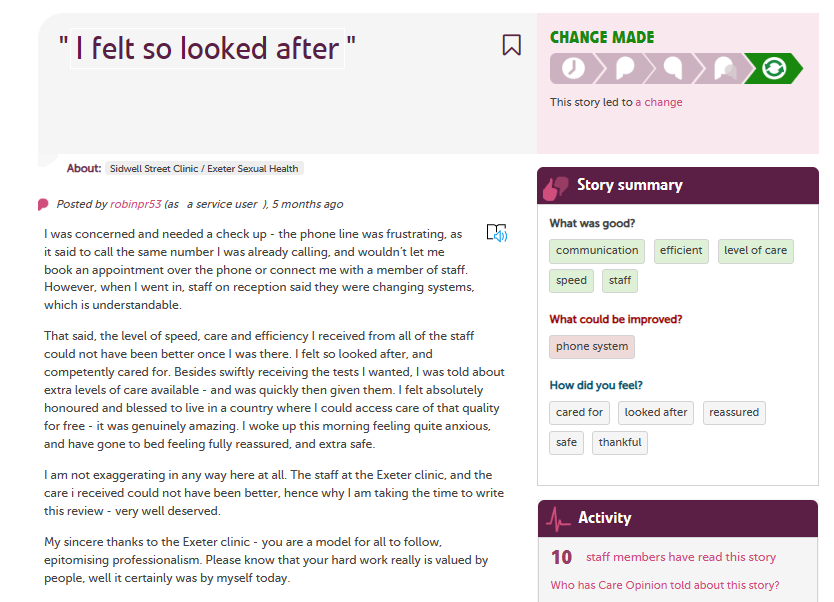 " I felt so looked after "
CHANGE MADE
This story led to a change
About: Sidwell Street Clinic / Exeter Sexual Health
Posted by robinpr53 (as a service user ), 5 months ago
I was concerned and needed a check up - the phone line was frustrating, as
it said to call the same number I was already calling, and wouldn't let me
book an appointment over the phone or connect me with a member of staff.
However, when I went in, staff on reception said they were changing systems,
which is understandable.
That said, the level of speed, care and efficiency I received from all of the staff
could not have been better once I was there. I felt so looked after, and
competently cared for. Besides swiftly receiving the tests I wanted, I was told about
extra levels of care available - and was quickly then given them. I felt absolutely
honoured and blessed to live in a country where I could access care of that quality
for free - it was genuinely amazing. I woke up this morning feeling quite anxious,
and have gone to bed feeling fully reassured, and extra safe.
I am not exaggerating in any way here at all. The staff at the Exeter clinic, and the
care i received could not have been better, hence why I am taking the time to write
this review - very well deserved.
My sincere thanks to the Exeter clinic - you are a model for all to follow,
epitomising professionalism. Please know that your hard work really is valued by
people, well it certainly was by myself today.
Story summary
What was good?
communication efficient level of care
speed staff
What could be improved?
phone system
How did you feel?
cared for looked after reassured
safe thankful
Activity
10 staff members have read this story
Who has Care Opinion told about this story?